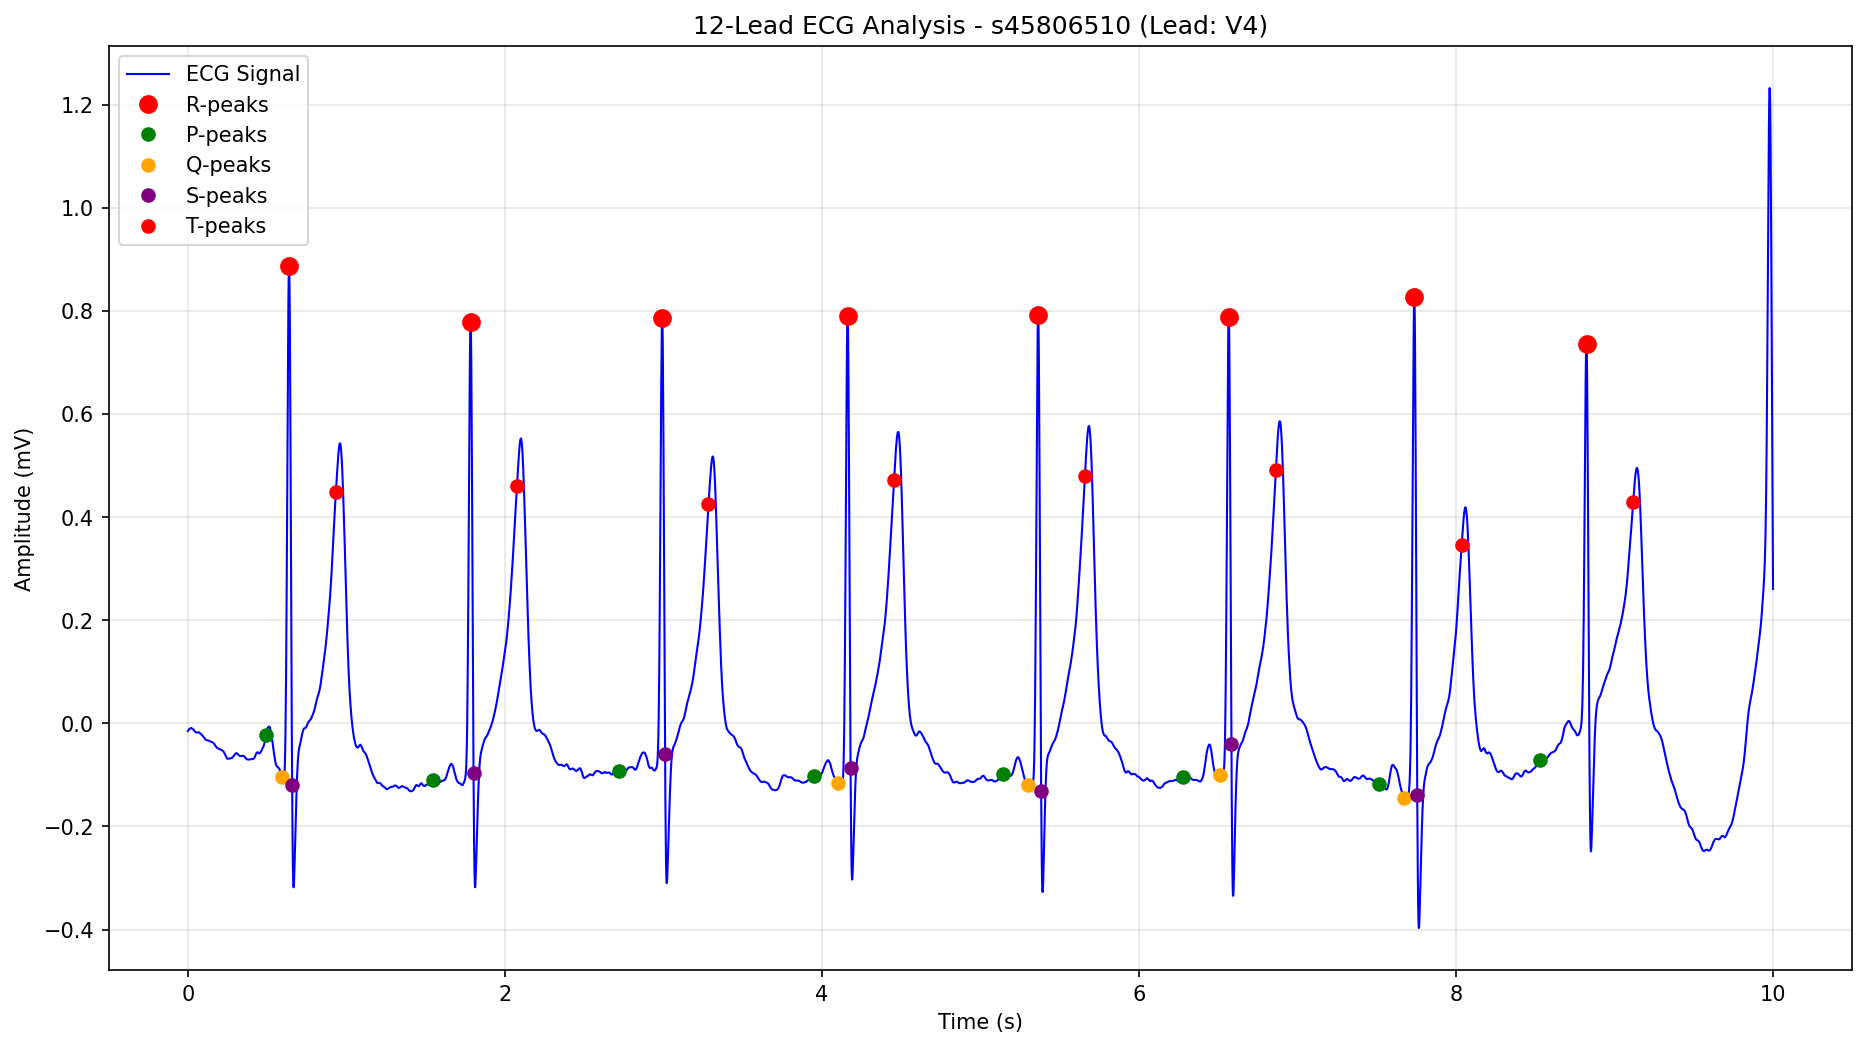 12-Lead ECG Analysis - s45806510 (Lead: V4)
ECG Signal
R-peaks
P-peaks
Q-peaks
S-peaks
T-peaks
Amplitude (mV)
1.2
1.0
0.8
0.6
0.4
0.2
0.0
−0.2
−0.4
0 2 4 6 8 10
Time (s)